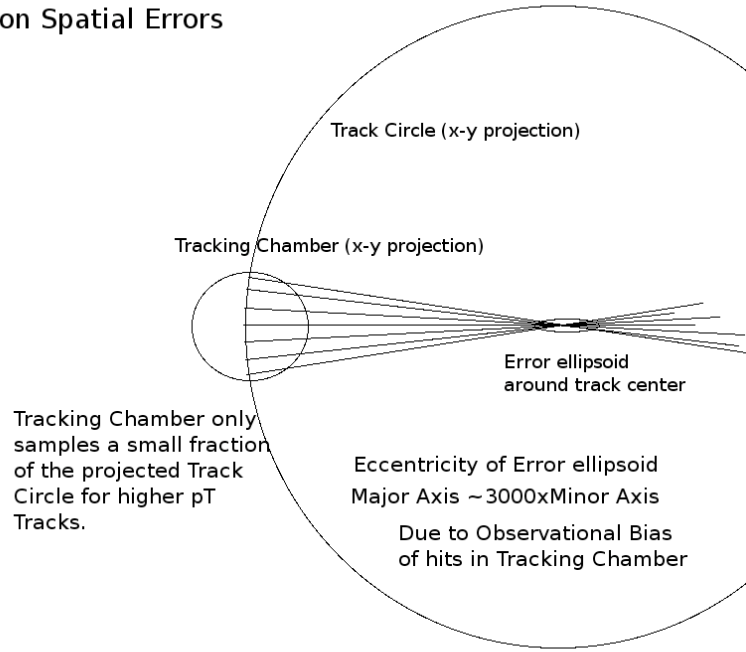 on Spatial Errors
Track Circle (x-y projection)
Tracking Chamber (x-y projection)
Error ellipsoid
around track center
Tracking Chamber only
samples a small fraction
of the projected Track
Circle for higher pT
Tracks.
Eccentricity of Error ellipsoid
Major Axis ~3000xMinor Axis
Due to Observational Bias
of hits in Tracking Chamber